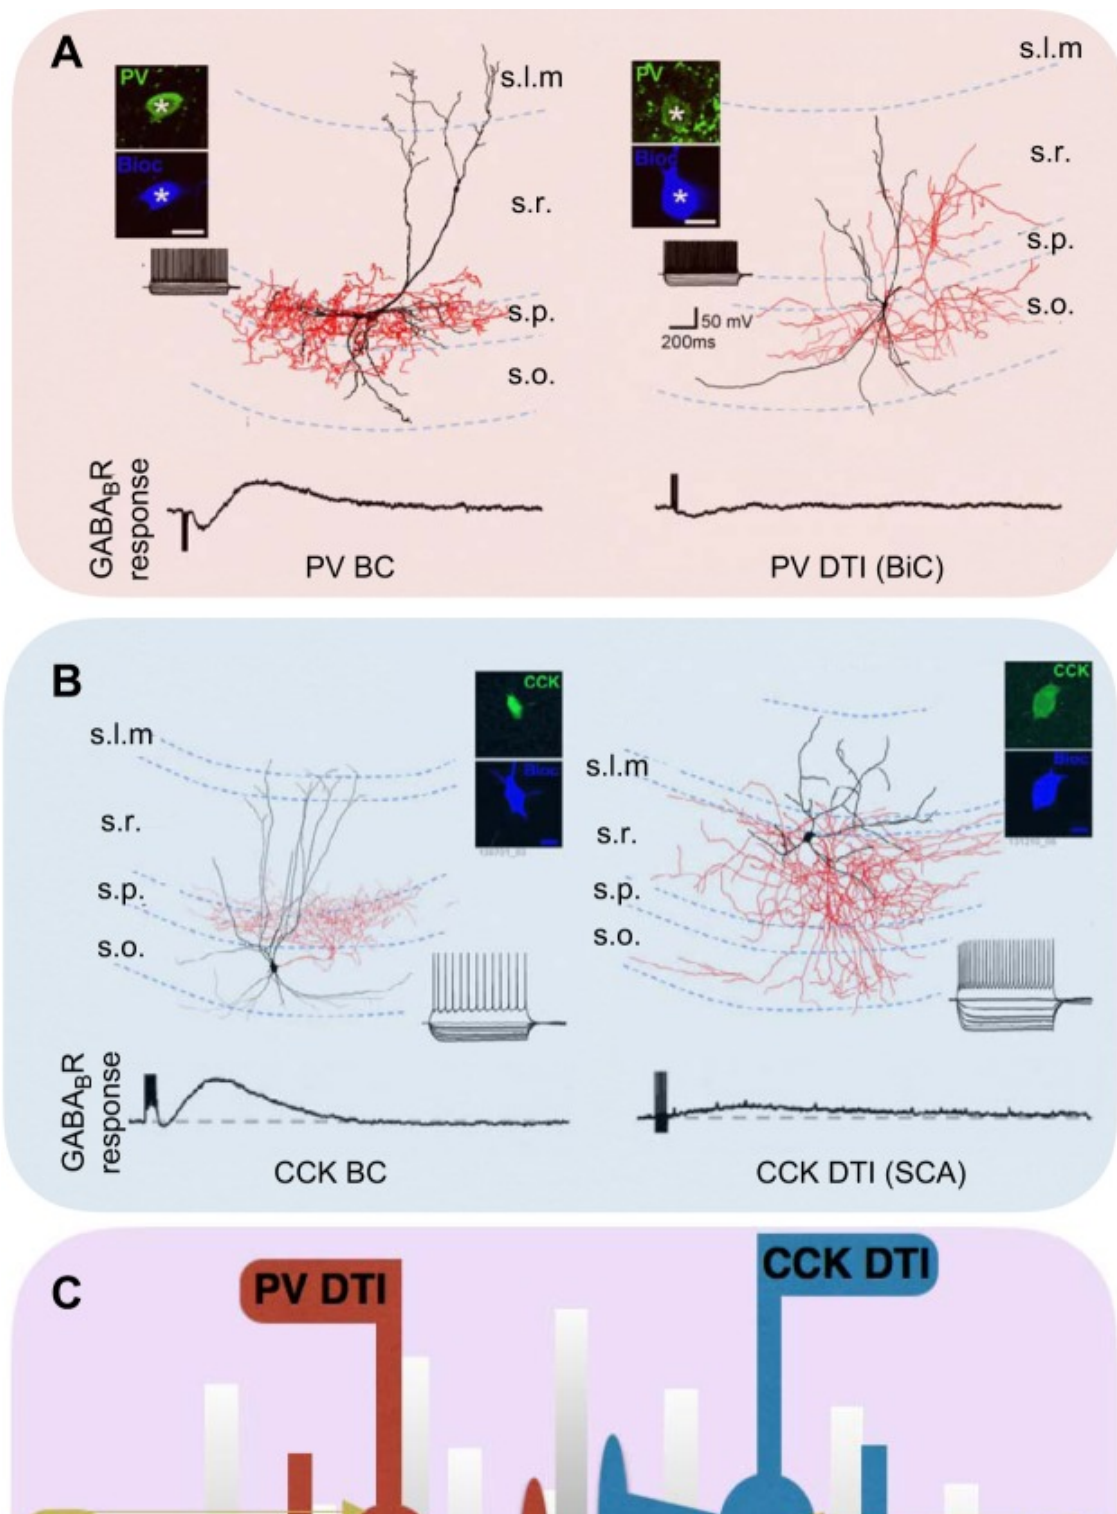 A
PV
Bioc
s.l.m
s.r.
s.p.
s.o.
PV
Bioc
s.l.m
s.r.
s.p.
s.o.
50 mV
200ms
GABABR
response
PV BC
PV DTI (BiC)
B
CCK
Bioc
s.l.m
s.r.
s.p.
s.o.
CCK
Bioc
s.l.m
s.r.
s.p.
s.o.
GABABR
response
CCK BC
CCK DTI (SCA)
C
PV DTI
CCK DTI